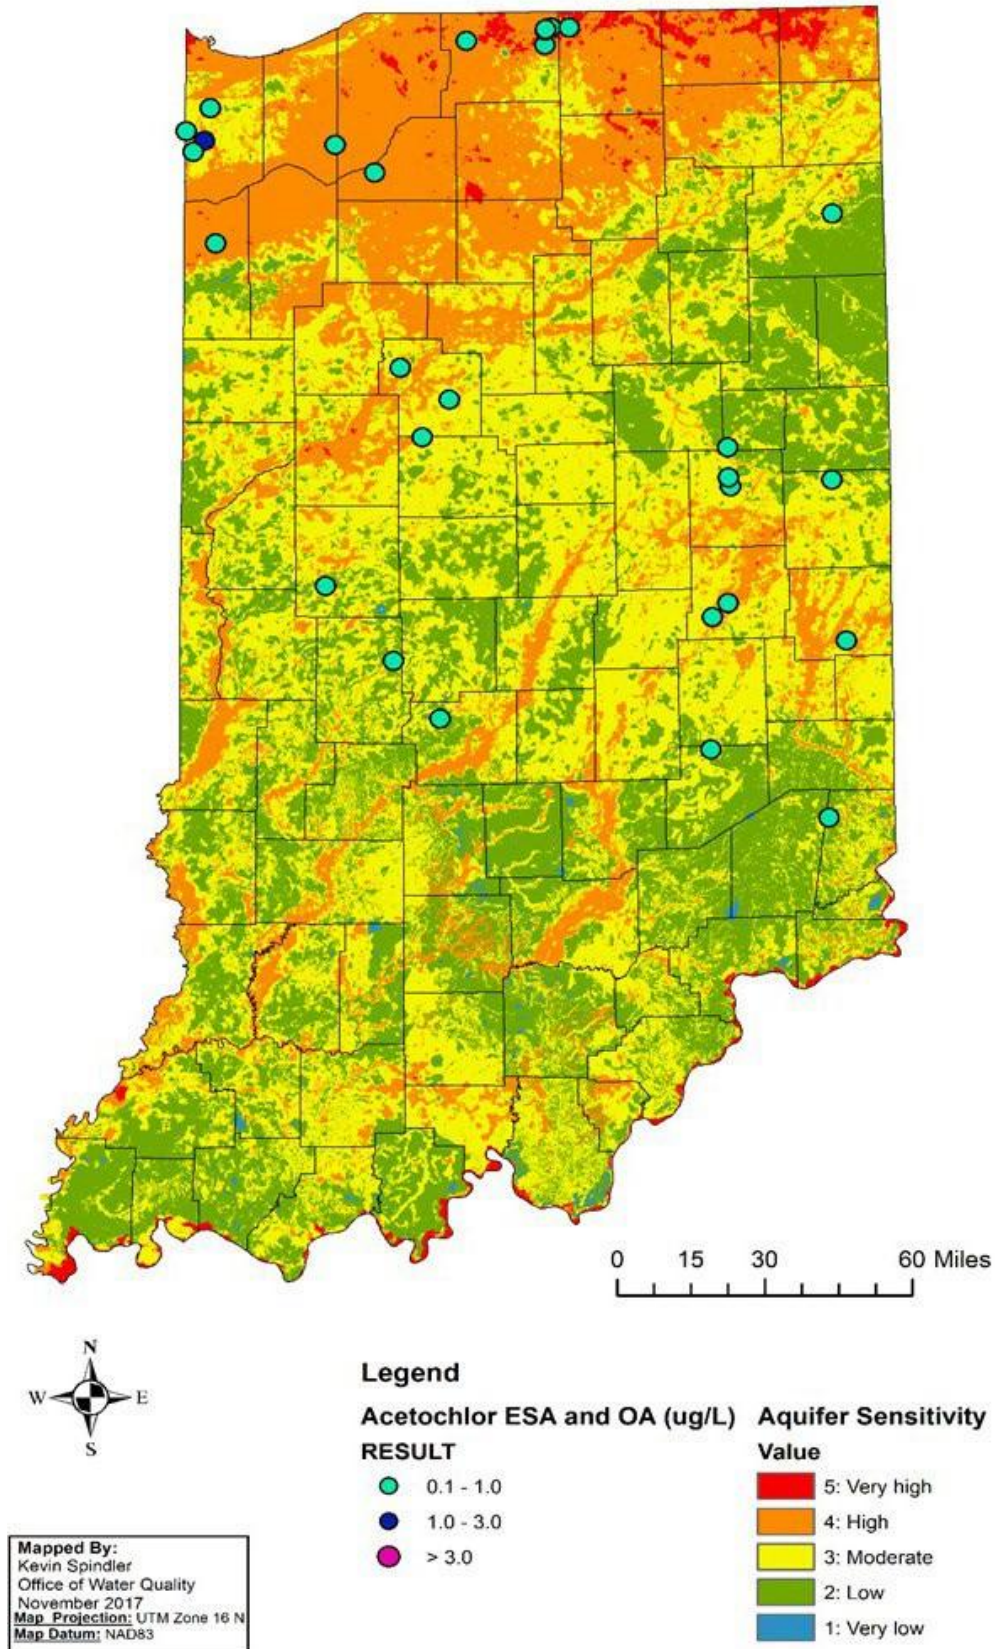 0 15 30 60 Miles
N
W E
S
Legend
Acetochlor ESA and OA (ug/L)
RESULT
0.1 - 1.0
1.0 - 3.0
> 3.0
Aquifer Sensitivity
Value
5: Very high
4: High
3: Moderate
2: Low
1: Very low
Mapped By:
Kevin Spindler
Office of Water Quality
November 2017
Map Projection: UTM Zone 16 N
Map Datum: NAD83